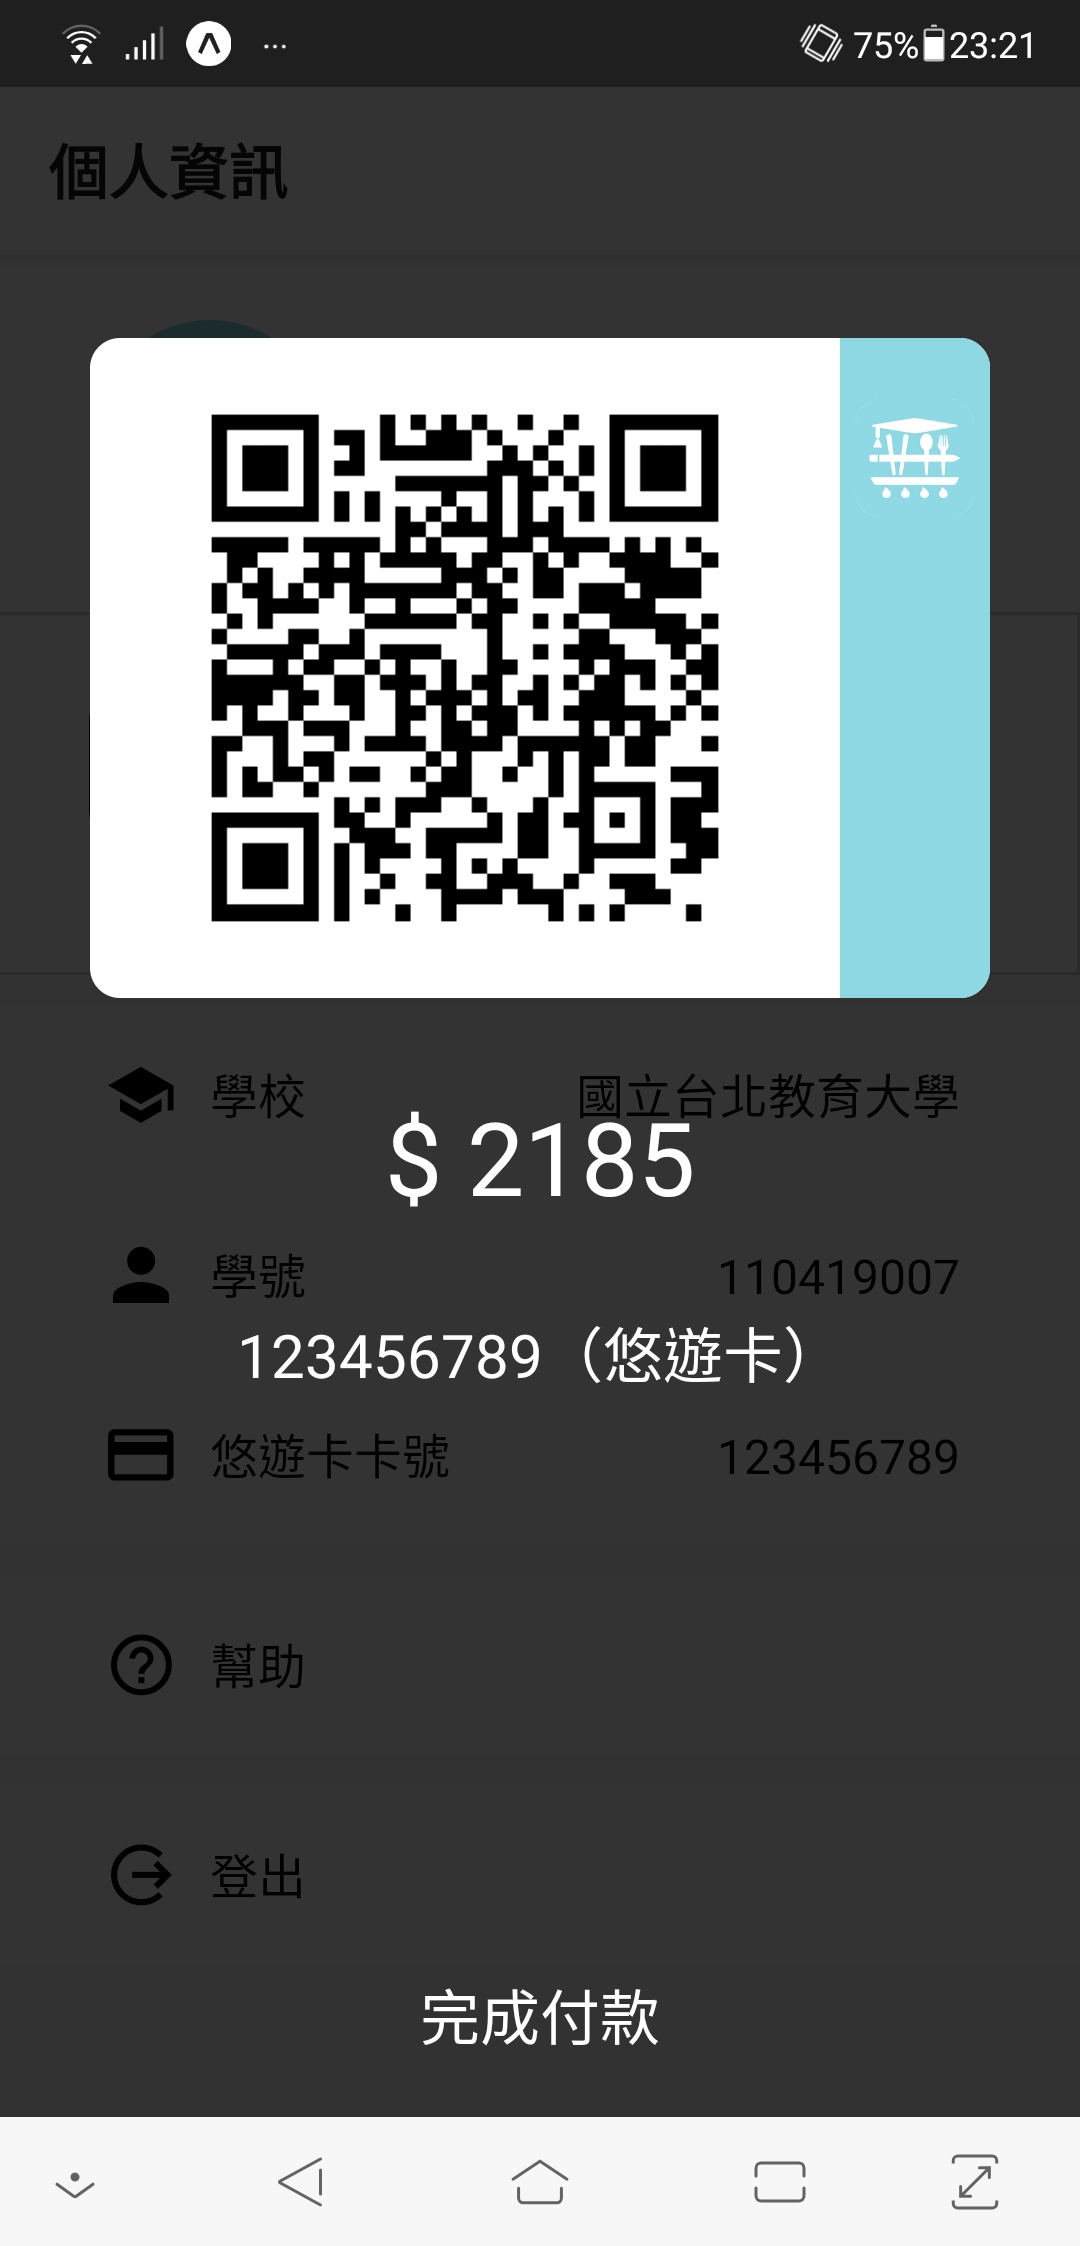 75% 23:21
個人資訊
學校 國立台北教育大學
$ 2185
學號 110419007
123456789（悠遊卡）
悠遊卡卡號 123456789
幫助
登出
完成付款